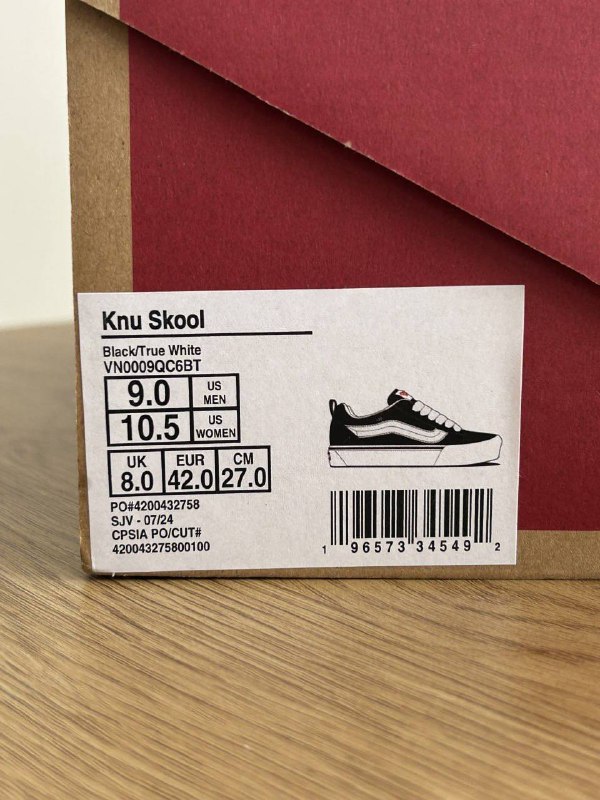 Knu Skool
Black/True White
VN0009QC6BT
9.0 US MEN
10.5 US WOMEN
UK EUR CM
8.0 42.0 27.0
PO#4200432758
SJV - 07/24
CPSIA PO/CUT#
420043275800100
1 96573 34549 2